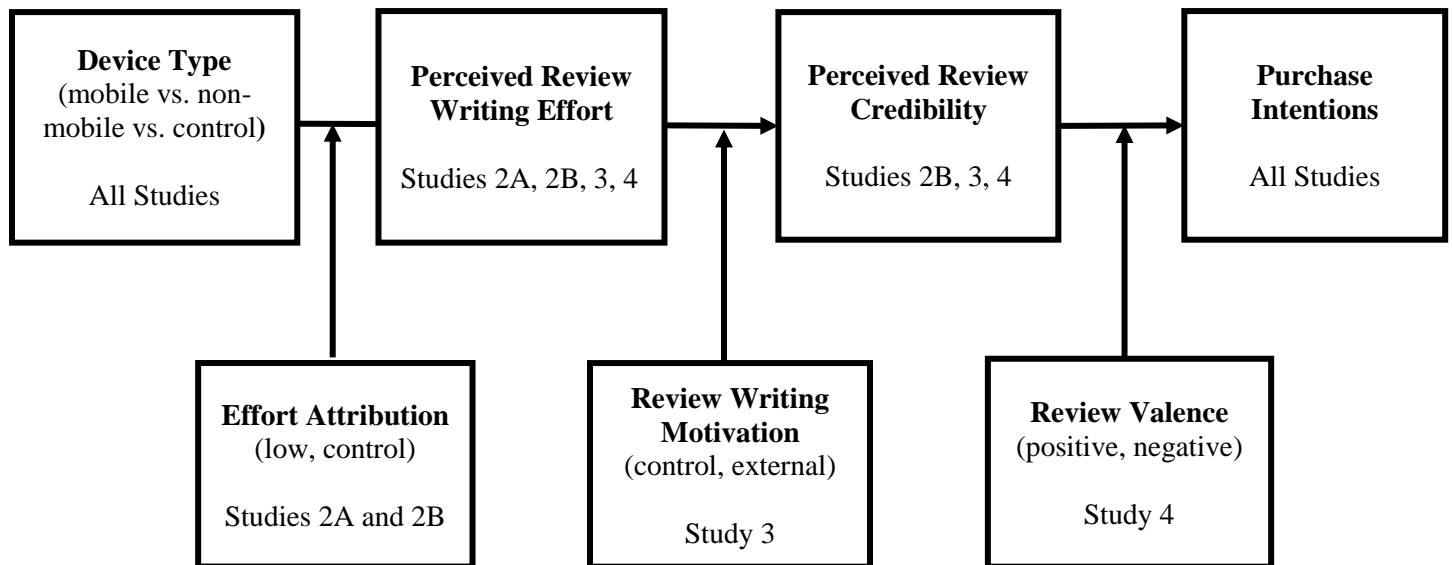 Device Type
(mobile vs. non-
mobile vs. control)
All Studies
Perceived Review
Writing Effort
Studies 2A, 2B, 3, 4
Perceived Review
Credibility
Studies 2B, 3, 4
Purchase
Intentions
All Studies
Effort Attribution
(low, control)
Studies 2A and 2B
Review Writing
Motivation
(control, external)
Study 3
Review Valence
(positive, negative)
Study 4